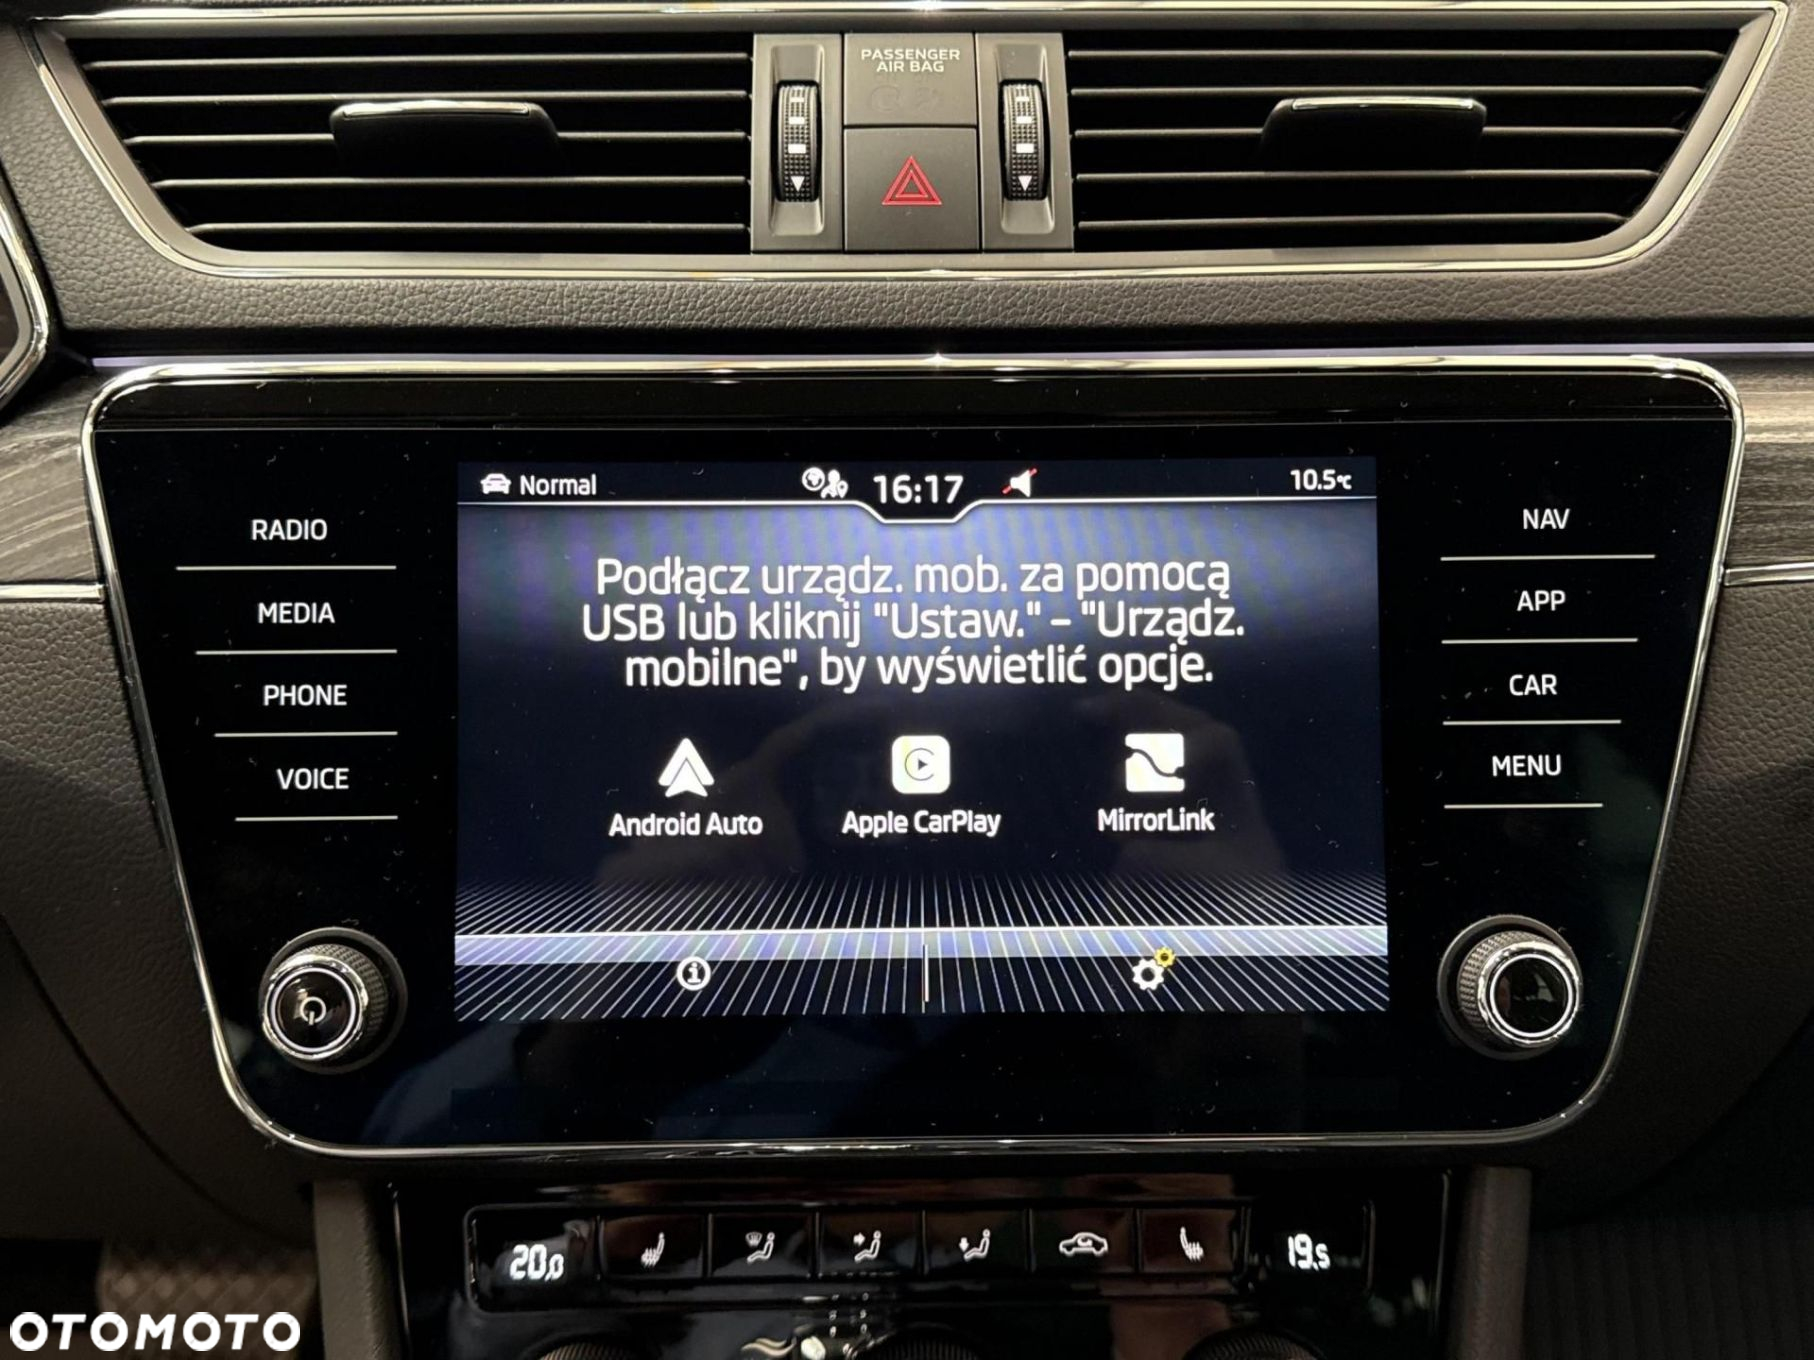 PASSENGER
AIR BAG
Normal
16:17
10.5°C
RADIO
MEDIA
PHONE
VOICE
NAV
APP
CAR
MENU
Podłącz urządz. mob. za pomocą
USB lub kliknij "Ustaw." – "Urządz.
mobilne", by wyświetlić opcje.
Android Auto
Apple CarPlay
MirrorLink
20.0
19.5
OTOMOTO